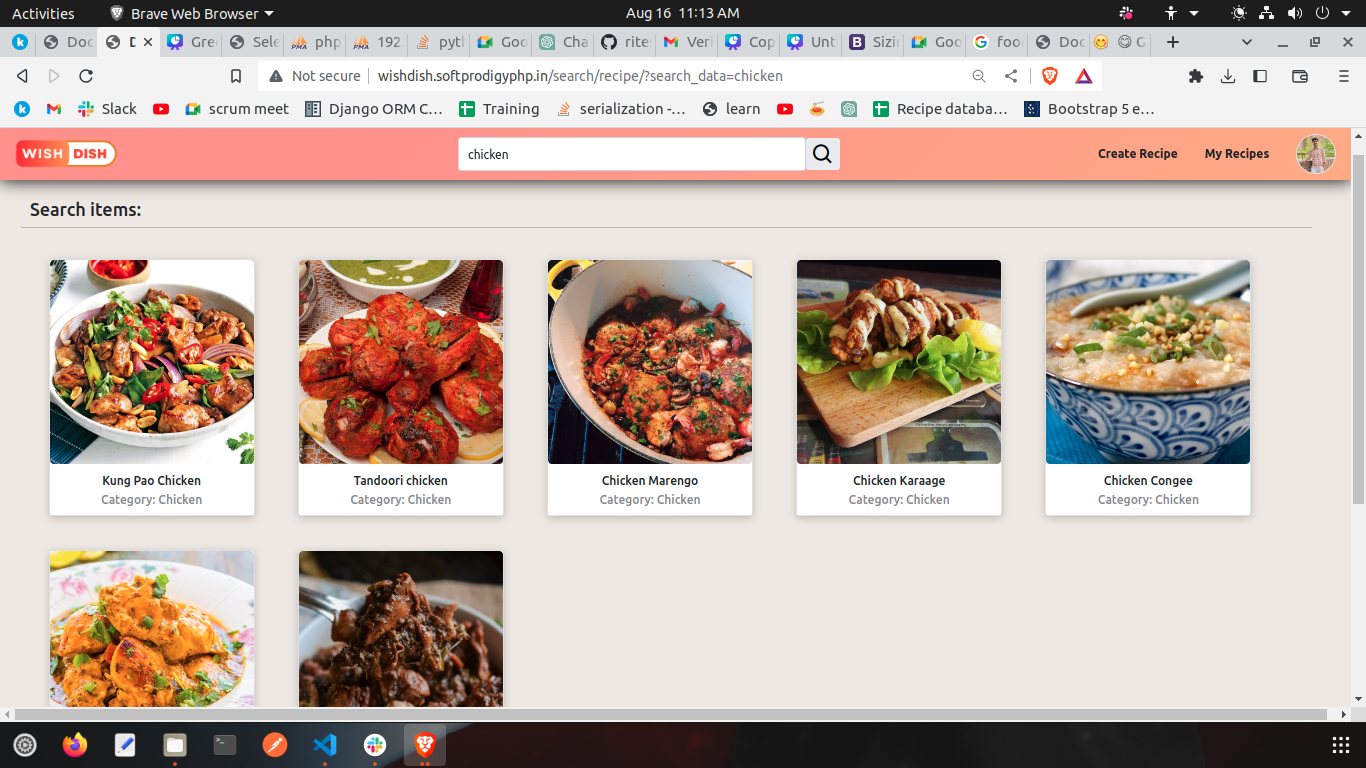 Activities
Brave Web Browser
Aug 16 11:13 AM
Doc
D
Gre
Sele
php
192.
pyt
Goo
Cha
rite
Veri
Cop
Unt
Sizi
Goo
foo
Doc
G
Not secure
wishdish.softprodigyphp.in/search/recipe/?search_data=chicken
Slack
scrum meet
Django ORM C…
Training
serialization -…
learn
Recipe databa…
Bootstrap 5 e…
WISH DISH
chicken
Create Recipe
My Recipes
Search items:
Kung Pao Chicken
Category: Chicken
Tandoori chicken
Category: Chicken
Chicken Marengo
Category: Chicken
Chicken Karaage
Category: Chicken
Chicken Congee
Category: Chicken